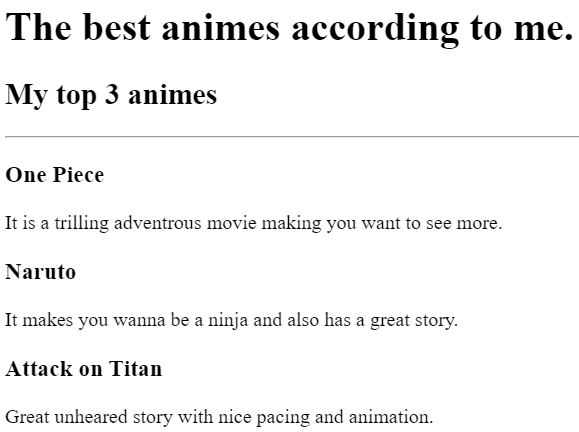 The best animes according to me.
My top 3 animes
One Piece
It is a trilling adventrous movie making you want to see more.
Naruto
It makes you wanna be a ninja and also has a great story.
Attack on Titan
Great unheared story with nice pacing and animation.